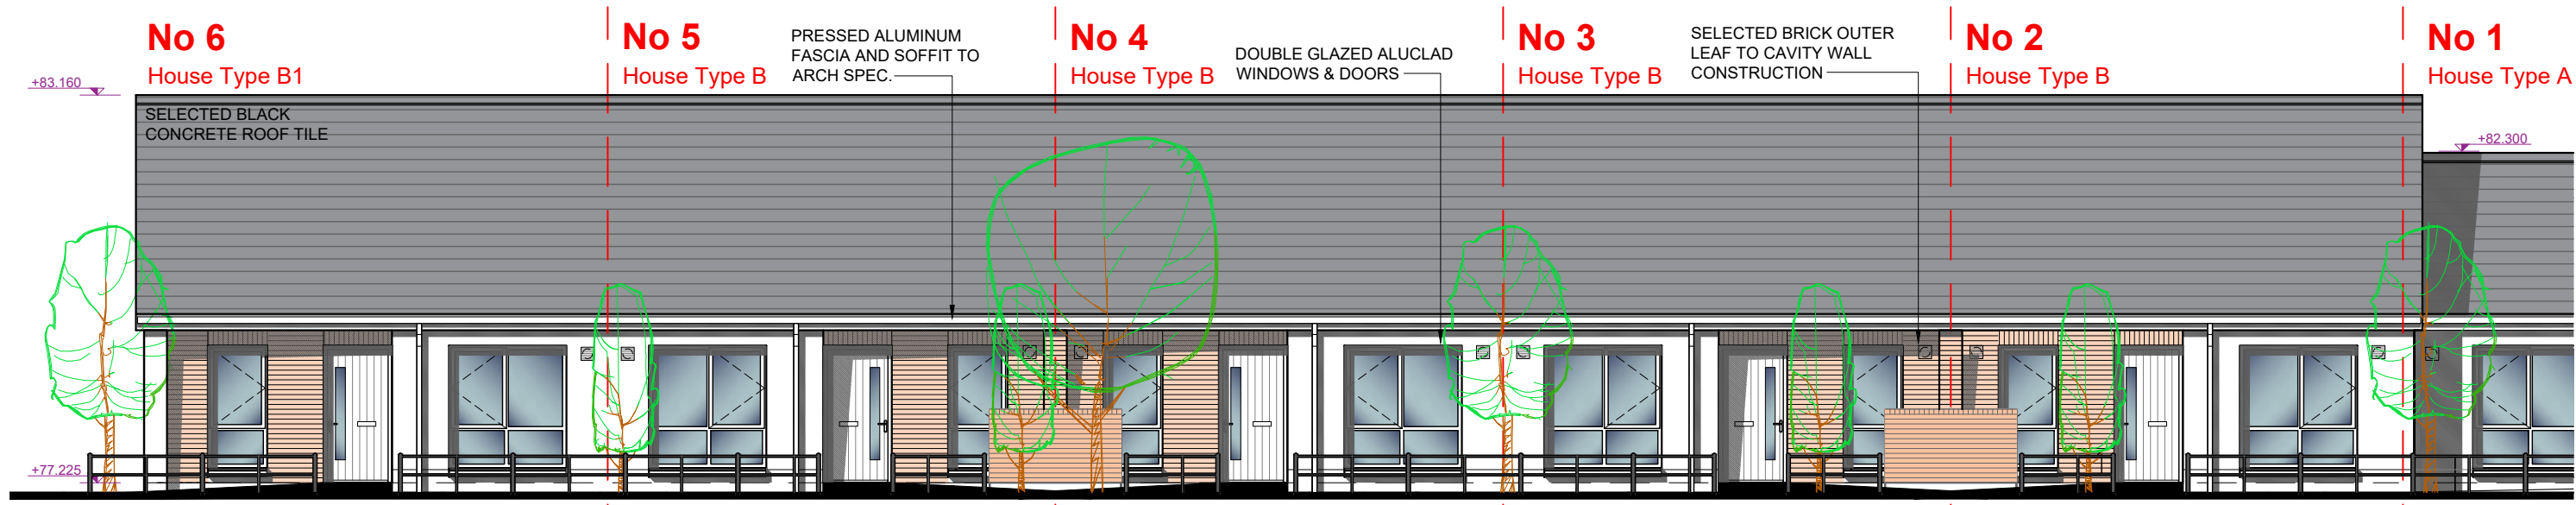 No 6
House Type B1
No 5
House Type B
PRESSED ALUMINUM
FASCIA AND SOFFIT TO
ARCH SPEC.
No 4
House Type B
DOUBLE GLAZED ALUCLAD
WINDOWS & DOORS
No 3
House Type B
SELECTED BRICK OUTER
LEAF TO CAVITY WALL
CONSTRUCTION
No 2
House Type B
No 1
House Type A
+83.160
SELECTED BLACK
CONCRETE ROOF TILE
+82.300
+77.225